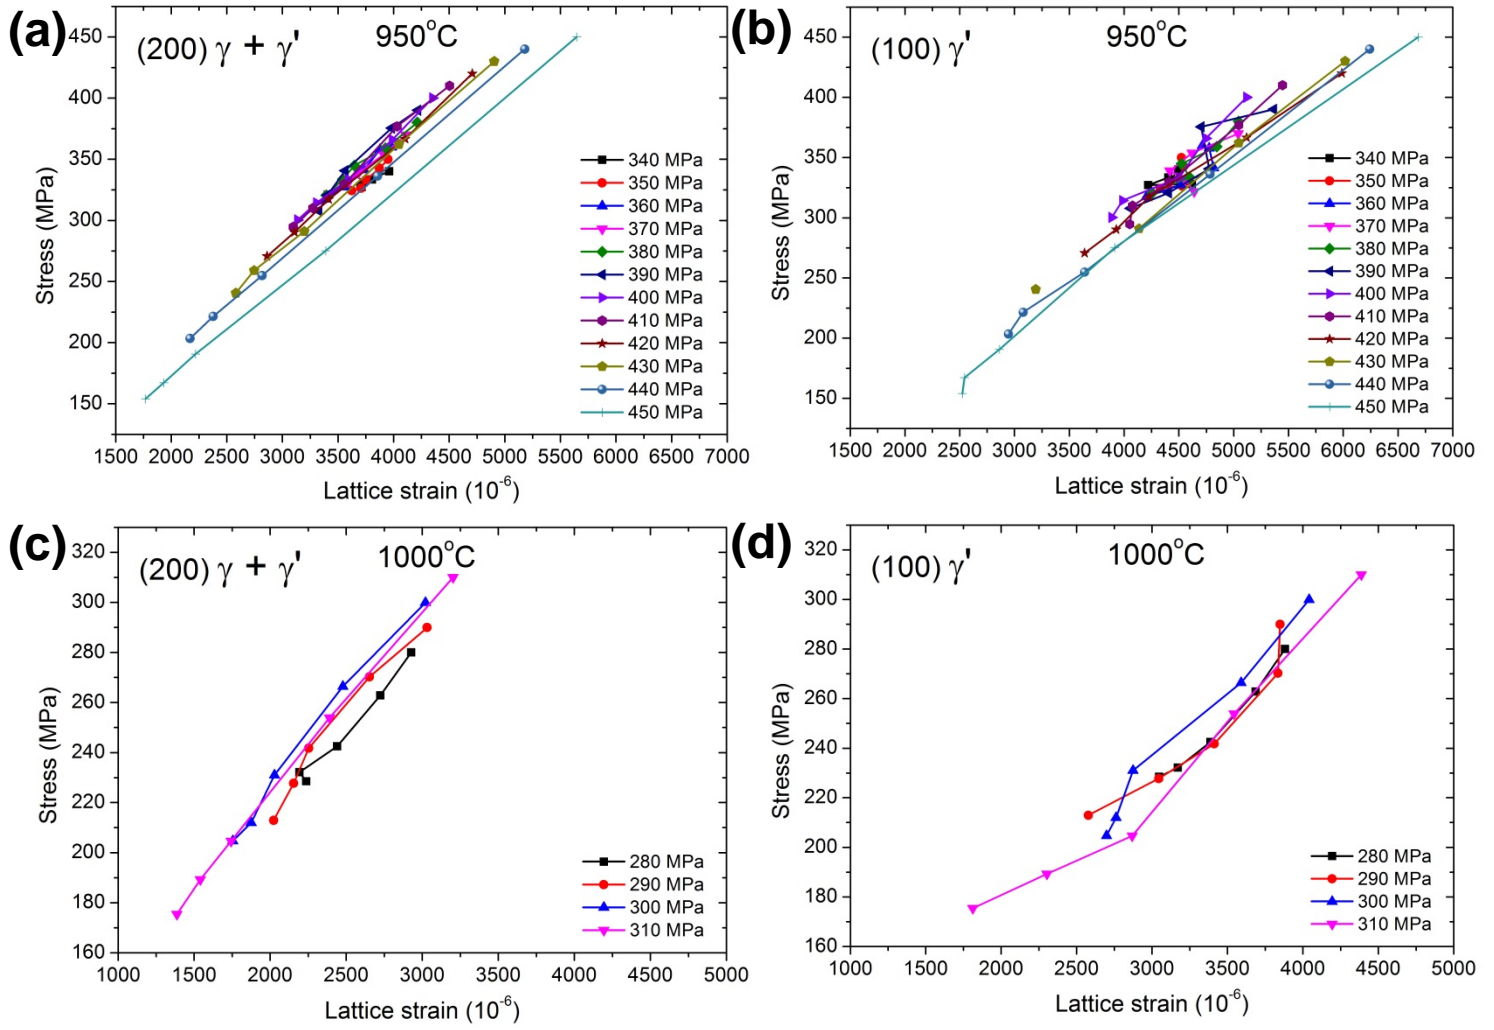 (a)
(200) γ + γ'
950°C
450
400
350
300
250
200
150
Stress (MPa)
340 MPa
350 MPa
360 MPa
370 MPa
380 MPa
390 MPa
400 MPa
410 MPa
420 MPa
430 MPa
440 MPa
450 MPa
1500 2000 2500 3000 3500 4000 4500 5000 5500 6000 6500 7000
Lattice strain (10⁻⁶)
(b)
(100) γ'
950°C
450
400
350
300
250
200
150
Stress (MPa)
340 MPa
350 MPa
360 MPa
370 MPa
380 MPa
390 MPa
400 MPa
410 MPa
420 MPa
430 MPa
440 MPa
450 MPa
1500 2000 2500 3000 3500 4000 4500 5000 5500 6000 6500 7000
Lattice strain (10⁻⁶)
(c)
(200) γ + γ'
1000°C
320
300
280
260
240
220
200
180
160
Stress (MPa)
280 MPa
290 MPa
300 MPa
310 MPa
1000 1500 2000 2500 3000 3500 4000 4500 5000
Lattice strain (10⁻⁶)
(d)
(100) γ'
1000°C
320
300
280
260
240
220
200
180
160
Stress (MPa)
280 MPa
290 MPa
300 MPa
310 MPa
1000 1500 2000 2500 3000 3500 4000 4500 5000
Lattice strain (10⁻⁶)